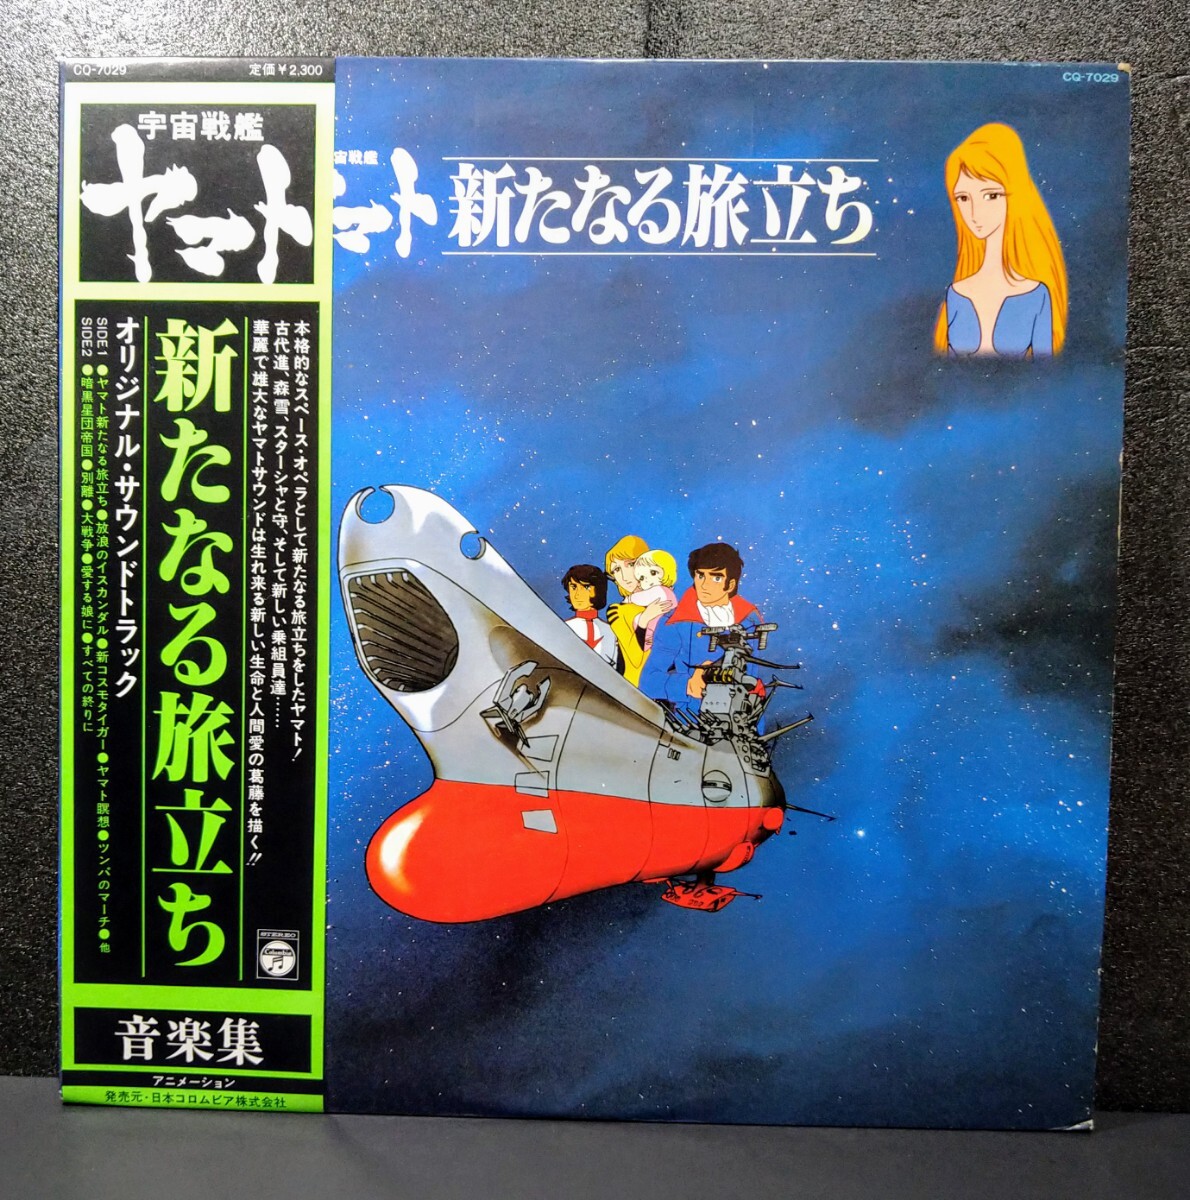 CQ-7029
定価￥2,300
宇宙戦艦
ヤマト
本格的なスペース・オペラとして新たなる旅立ちをしたヤマト!
古代進、森雪、スターシャと守、そして新しい乗組員達……
華麗で雄大なヤマトサウンドは生れ来る新しい生命と人間愛の葛藤を描く!!
新たなる旅立ち
オリジナル・サウンドトラック
SIDE1 ●ヤマト新たなる旅立ち●放浪のイスカンダル●新コスモタイガー●ヤマト瞑想●ツンパのマーチ●他
SIDE2 ●暗黒星団帝国●別離●大戦争●愛する娘に●すべての終りに
STEREO
Columbia
音楽集
アニメーション
発売元・日本コロムビア株式会社
CQ-7029
宙戦艦
マト
新たなる旅立ち